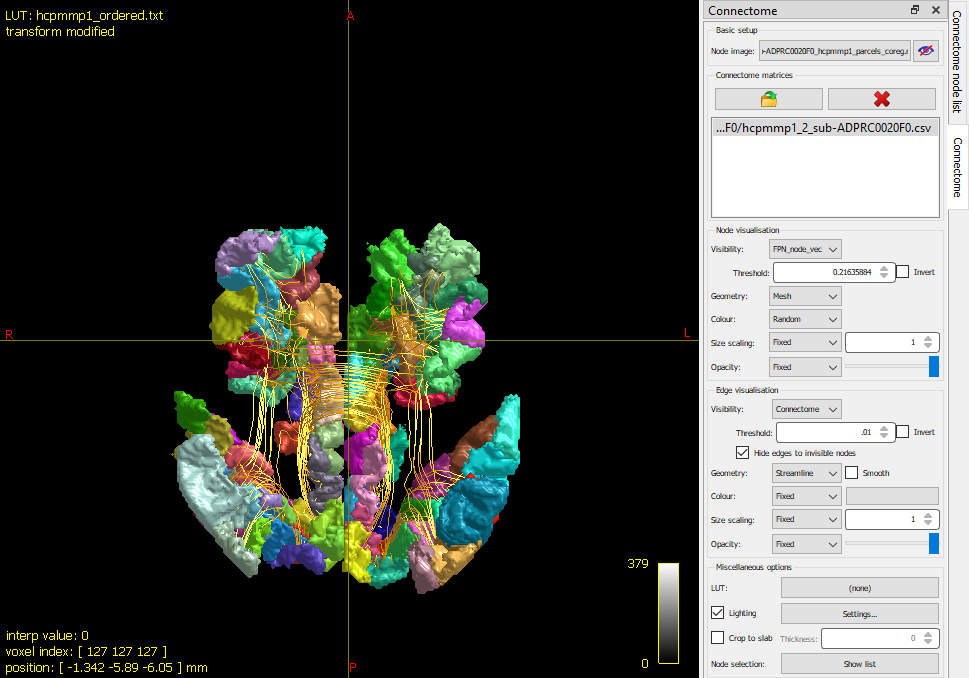 LUT: hcpmmp1_ordered.txt
transform modified
A
R
L
P
379
0
interp value: 0
voxel index: [ 127 127 127 ]
position: [ -1.342 -5.89 -6.05 ] mm
Connectome
Basic setup
Node image: -ADPRC0020F0_hcpmmp1_parcels_coreg.
Connectome matrices
...F0/hcpmmp1_2_sub-ADPRC0020F0.csv
Node visualisation
Visibility: FPN_node_vec
Threshold: 0.21635884 Invert
Geometry: Mesh
Colour: Random
Size scaling: Fixed 1
Opacity: Fixed
Edge visualisation
Visibility: Connectome
Threshold: .01 Invert
Hide edges to invisible nodes
Geometry: Streamline Smooth
Colour: Fixed
Size scaling: Fixed 1
Opacity: Fixed
Miscellaneous options
LUT: (none)
Lighting Settings...
Crop to slab Thickness: 0
Node selection: Show list
Connectome node list
Connectome